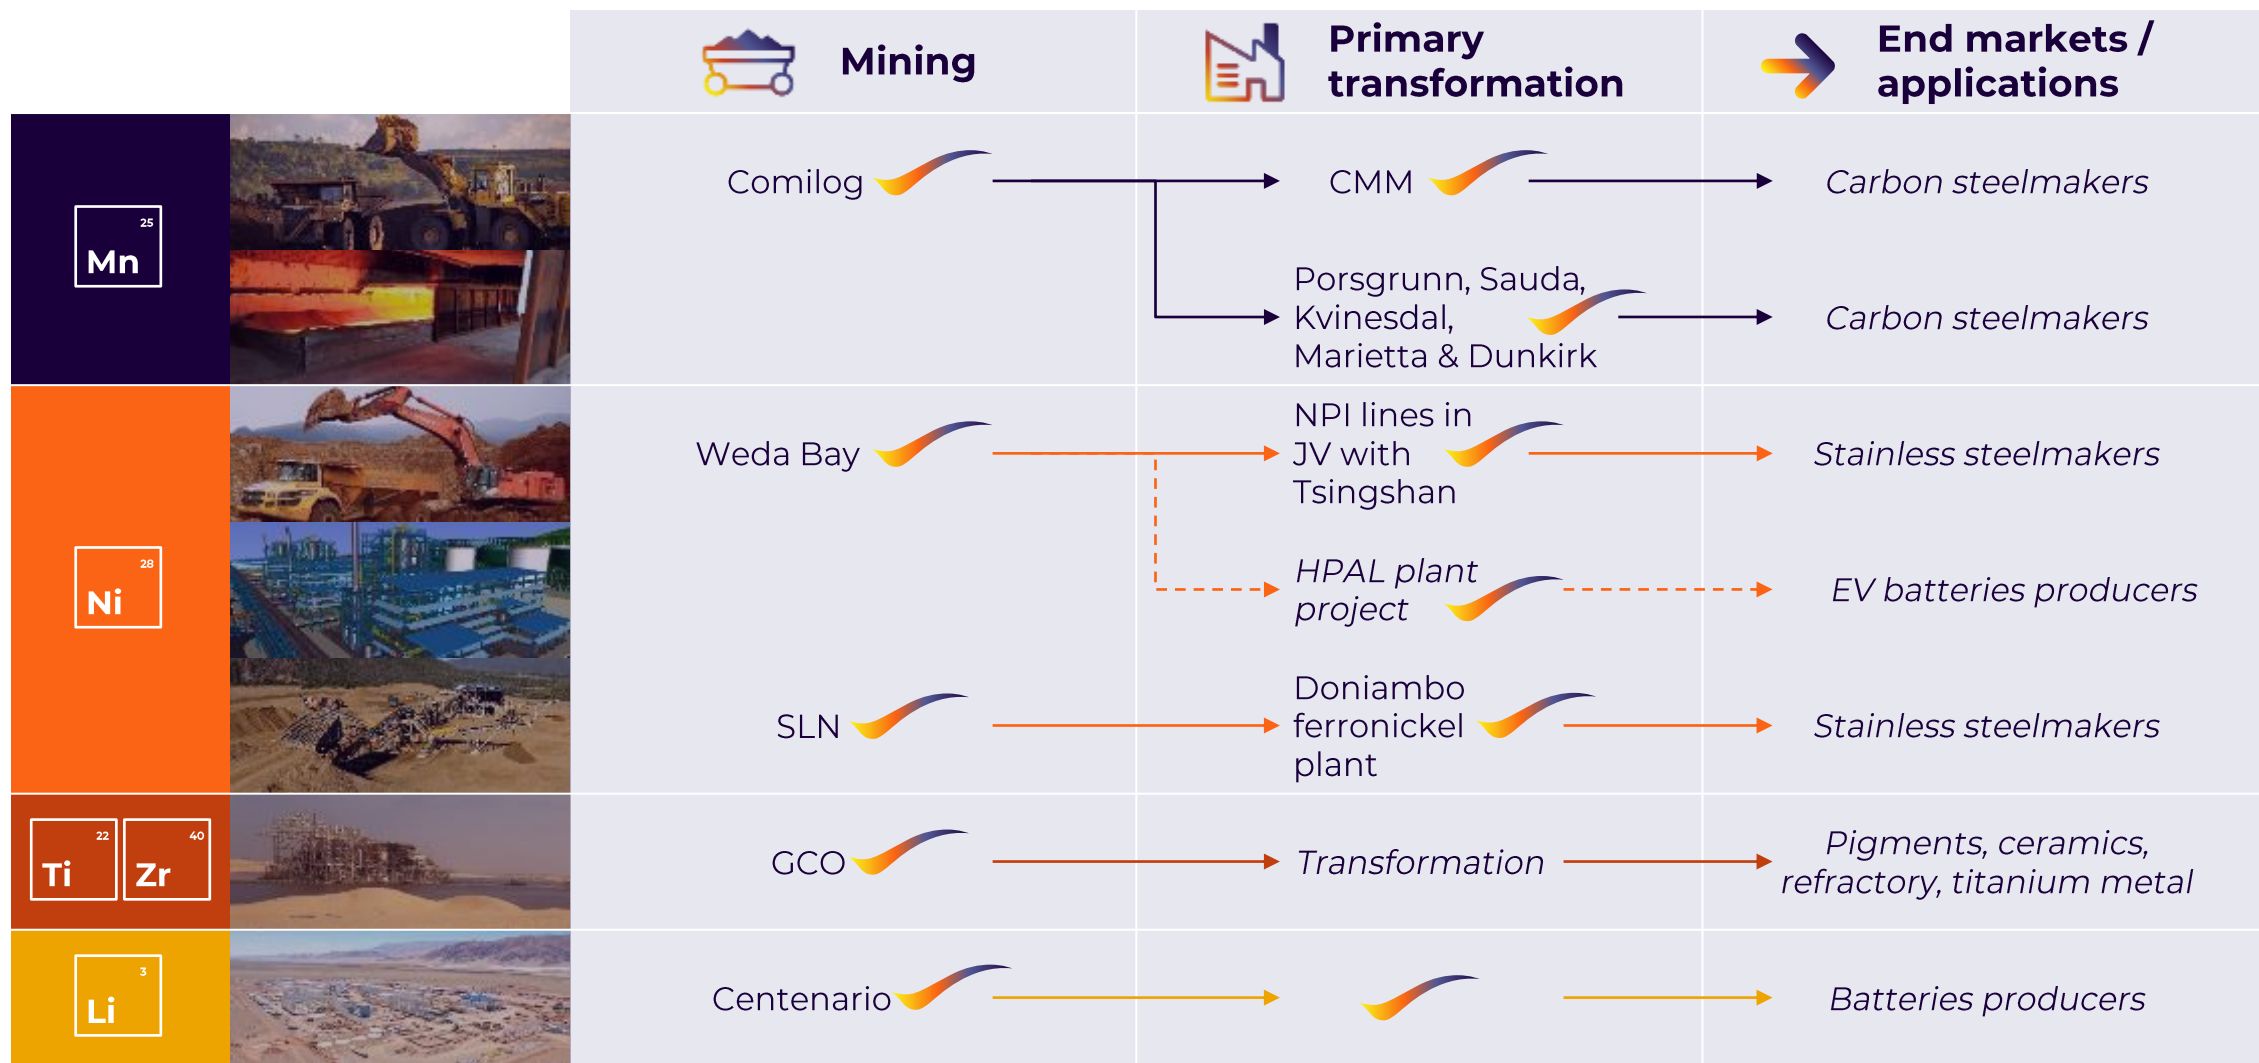 Mining
Primary
transformation
End markets /
applications
25
Mn
Comilog
CMM
Carbon steelmakers
Porsgrunn, Sauda,
Kvinesdal,
Marietta & Dunkirk
Carbon steelmakers
28
Ni
Weda Bay
NPI lines in
JV with
Tsingshan
Stainless steelmakers
HPAL plant
project
EV batteries producers
SLN
Doniambo
ferronickel
plant
Stainless steelmakers
22
Ti
40
Zr
GCO
Transformation
Pigments, ceramics,
refractory, titanium metal
3
Li
Centenario
Batteries producers